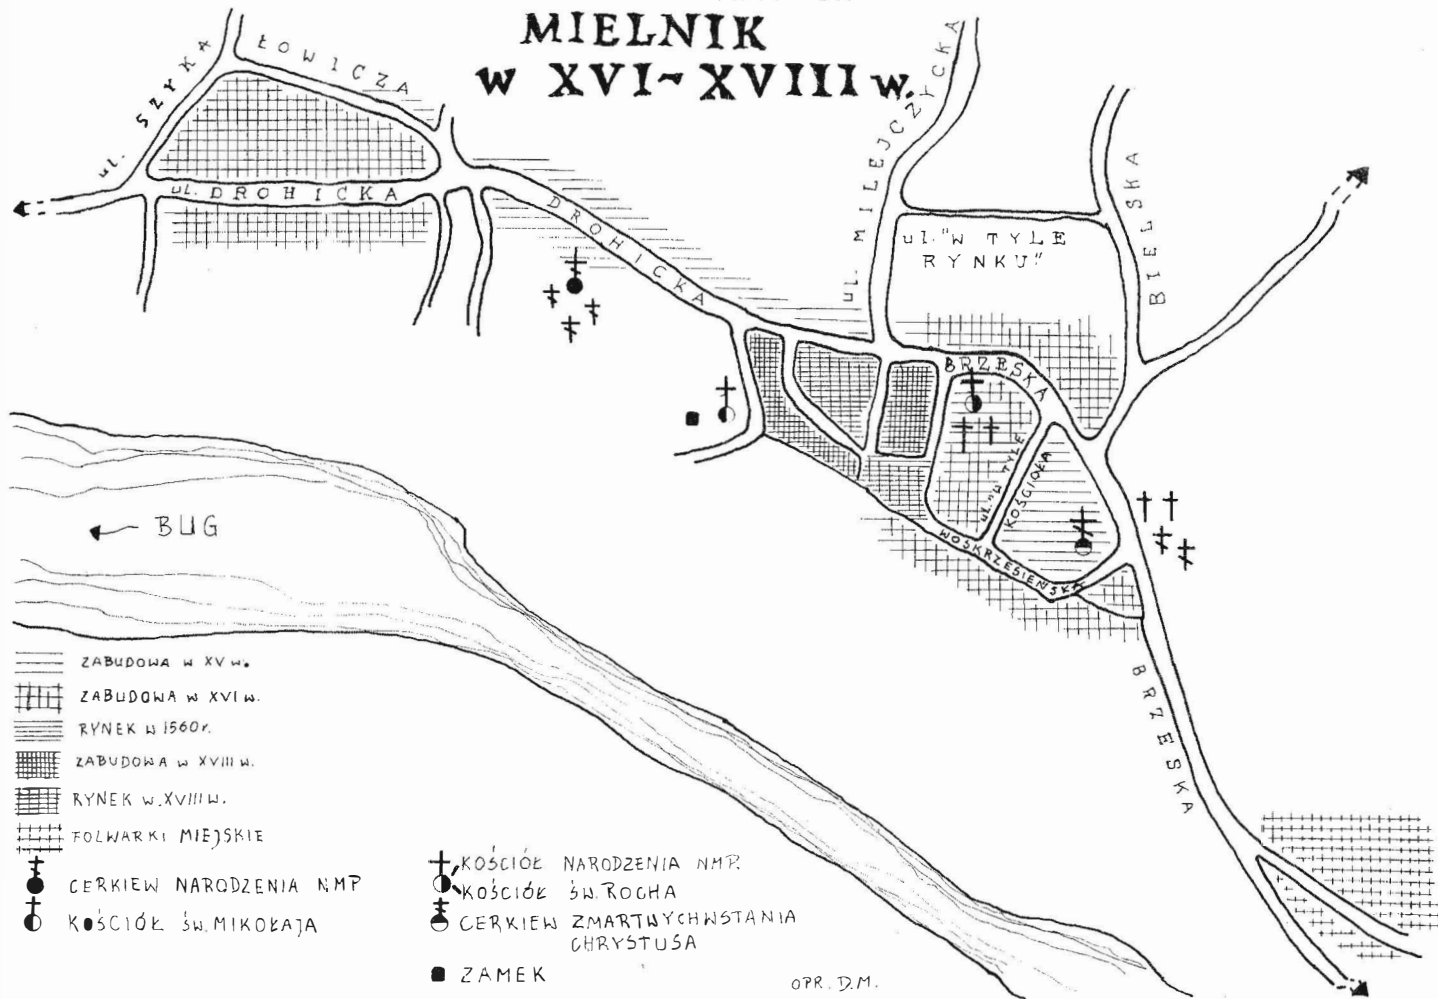 MIELNIK
W XVI~XVIII w.
ul. SZYKA
ŁOWICZA
ul. DROHICKA
DROHICKA
ul. MILEJCZYCKA
ul. "W TYLE
RYNKU"
BIELSKA
BRZESKA
ul. "W TYLE
KOŚCIOŁA
WOSKRZESIEŃSKA
BRZESKA
BUG
ZABUDOWA w XV w.
ZABUDOWA w XVI w.
RYNEK w 1560r.
ZABUDOWA w XVIII w.
RYNEK w.XVIII w.
FOLWARKI MIEJSKIE
CERKIEW NARODZENIA NMP
KOŚCIÓŁ ŚW. MIKOŁAJA
KOŚCIÓŁ NARODZENIA NMP.
KOŚCIÓŁ ŚW. ROCHA
CERKIEW ZMARTWYCHWSTANIA
CHRYSTUSA
ZAMEK
OPR. D.M.